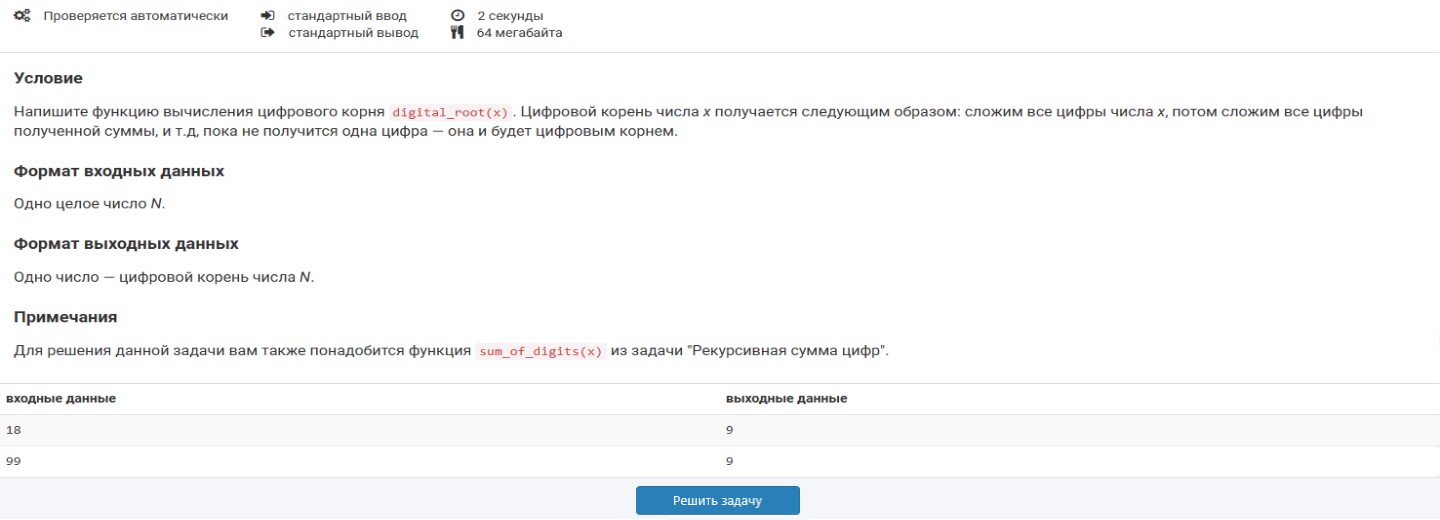 Проверяется автоматически
стандартный ввод
2 секунды
стандартный вывод
64 мегабайта
Условие
Напишите функцию вычисления цифрового корня digital_root(x). Цифровой корень числа x получается следующим образом: сложим все цифры числа x, потом сложим все цифры
полученной суммы, и т.д, пока не получится одна цифра — она и будет цифровым корнем.
Формат входных данных
Одно целое число N.
Формат выходных данных
Одно число — цифровой корень числа N.
Примечания
Для решения данной задачи вам также понадобится функция sum_of_digits(x) из задачи "Рекурсивная сумма цифр".
входные данные выходные данные
18 9
99 9
Решить задачу